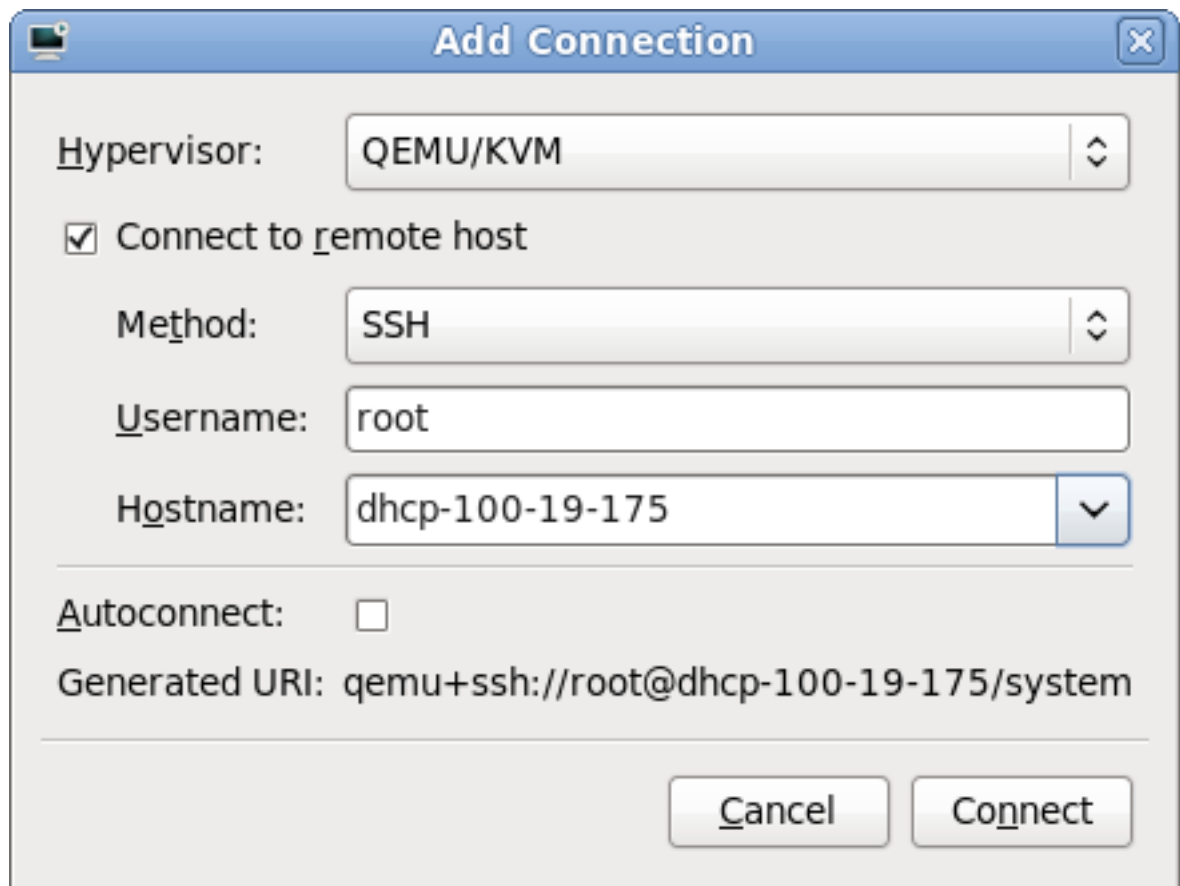 Add Connection
Hypervisor: QEMU/KVM
Connect to remote host
Method: SSH
Username: root
Hostname: dhcp-100-19-175
Autoconnect:
Generated URI: qemu+ssh://root@dhcp-100-19-175/system
Cancel Connect